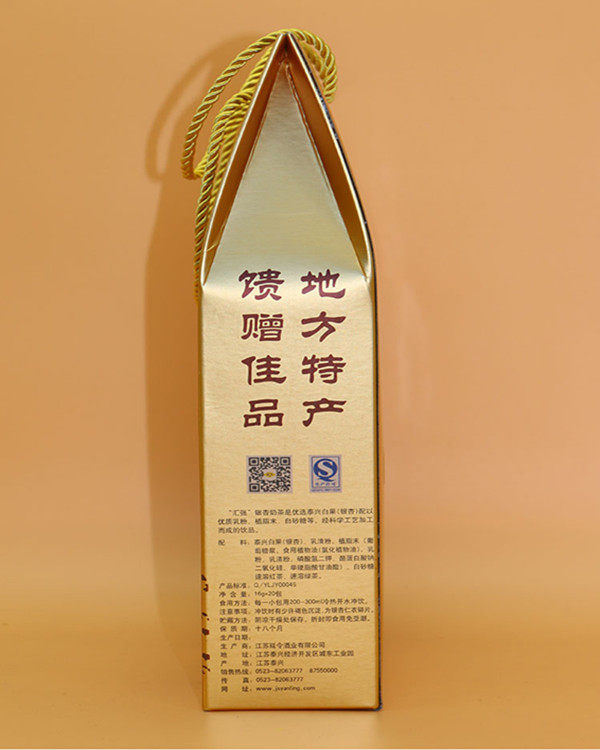 地方特产
馈赠佳品
"汇张"银杏奶茶是优选泰兴白果(银杏)配以
优质乳粉、植脂末、白砂糖等，经科学工艺加工
而成的饮品。
配 料：泰兴白果(银杏)、乳清粉、植脂末（葡
萄糖浆、食用植物油(氢化植物油)、乳
粉、乳清粉、磷酸氢二钾、酪蛋白酸钠
二氧化硅、单硬脂酸甘油酯）、白砂糖
速溶红茶、速溶绿茶。
产品标准：Q/YLJY0004S
规 格：16g×20包
食用方法：每一小包用200-300ml冷热开水冲饮。
注意事项：冲饮时有少许褐色沉淀,为银杏仁衣碎片。
贮藏方法：阴凉干燥处保存，折封即食用免受潮。
保 质 期：十八个月
生产日期：
生 产 商：江苏延令酒业有限公司
地 址：江苏泰兴经济开发区城东工业园
产 地：江苏泰兴
销售热线：0523-82063777 87550000
传 真：0523-82063777
网 址：www.jsyanling.com